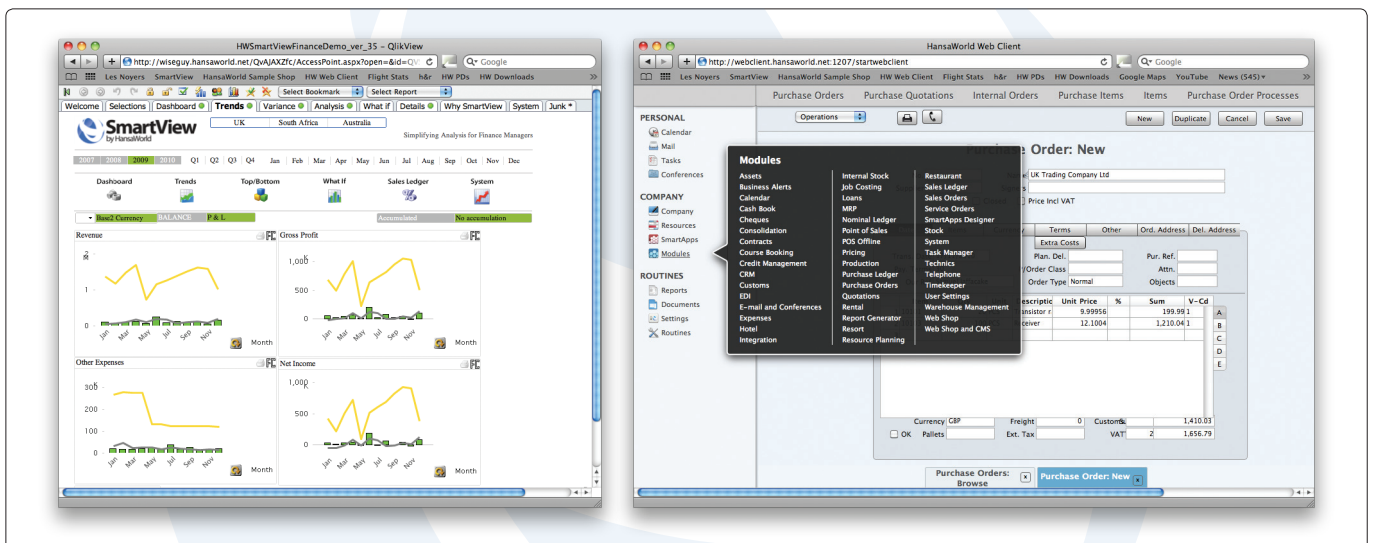 HWSmartViewFinanceDemo_ver_35 – QlikView
http://wiseguy.hansaworld.net/QvAJAXZfc/AccessPoint.aspx?open=&id=QV
Google
Les Noyers SmartView HansaWorld Sample Shop HW Web Client Flight Stats h&r HW PDs HW Downloads
Select Bookmark Select Report
Welcome Selections Dashboard Trends Variance Analysis What if Details Why SmartView System Junk *
SmartView
by HansaWorld
UK South Africa Australia
Simplifying Analysis for Finance Managers
2007 2008 2009 2010 Q1 Q2 Q3 Q4 Jan Feb Mar Apr May Jun Jul Aug Sep Oct Nov Dec
Dashboard Trends Top/Bottom What If Sales Ledger System
Base2 Currency BALANCE P & L Accumulated No accumulation
Revenue
2
1
0
Jan Mar May Jul Sep Nov
Month
Gross Profit
1,000
K
500
0
Jan Mar May Jul Sep Nov
Month
Other Expenses
300
K
200
100
0
Jan Mar May Jul Sep Nov
Month
Net Income
1,000
K
500
0
Jan Mar May Jul Sep Nov
Month
HansaWorld Web Client
http://webclient.hansaworld.net:1207/startwebclient
Google
Les Noyers SmartView HansaWorld Sample Shop HW Web Client Flight Stats h&r HW PDs HW Downloads Google Maps YouTube News (545)
Purchase Orders Purchase Quotations Internal Orders Purchase Items Items Purchase Order Processes
Operations
New Duplicate Cancel Save
PERSONAL
Calendar
Mail
Tasks
Conferences
COMPANY
Company
Resources
SmartApps
Modules
ROUTINES
Reports
Documents
Settings
Routines
Order: New
UK Trading Company Ltd
Price Incl VAT
Modules
Assets
Business Alerts
Calendar
Cash Book
Cheques
Consolidation
Contracts
Course Booking
Credit Management
CRM
Customs
EDI
E-mail and Conferences
Expenses
Hotel
Integration
Internal Stock
Job Costing
Loans
MRP
Nominal Ledger
Point of Sales
POS Offline
Pricing
Production
Purchase Ledger
Purchase Orders
Quotations
Rental
Report Generator
Resort
Resource Planning
Restaurant
Sales Ledger
Sales Orders
Service Orders
SmartApps Designer
Stock
System
Task Manager
Technics
Telephone
Timekeeper
User Settings
Warehouse Management
Web Shop
Web Shop and CMS
Terms Other Ord. Address Del. Address
Extra Costs
Plan. Del. Pur. Ref.
/Order Class Attn.
Order Type Normal Objects
Unit Price % Sum V-Cd
9.99956 199.99 1 A
12.1004 1,210.04 1 B
C
D
E
Currency GBP Freight 0 1,410.03
OK Pallets Ext. Tax VAT 2 1,656.79
Purchase Orders: Browse
Purchase Order: New